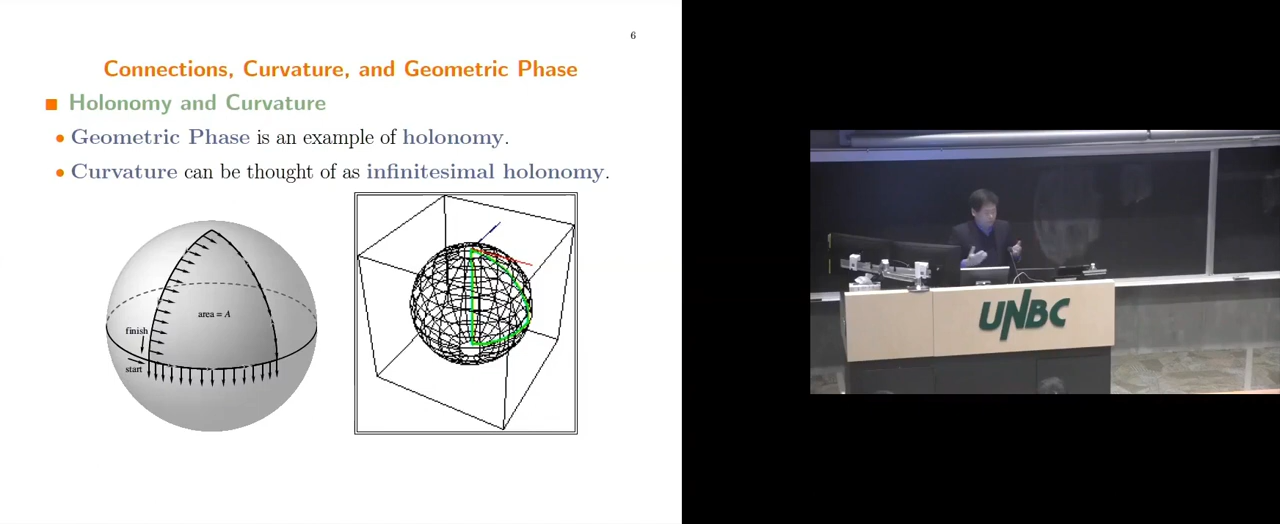 6
Connections, Curvature, and Geometric Phase
Holonomy and Curvature
• Geometric Phase is an example of holonomy.
• Curvature can be thought of as infinitesimal holonomy.
area = A
finish
start
UNBC